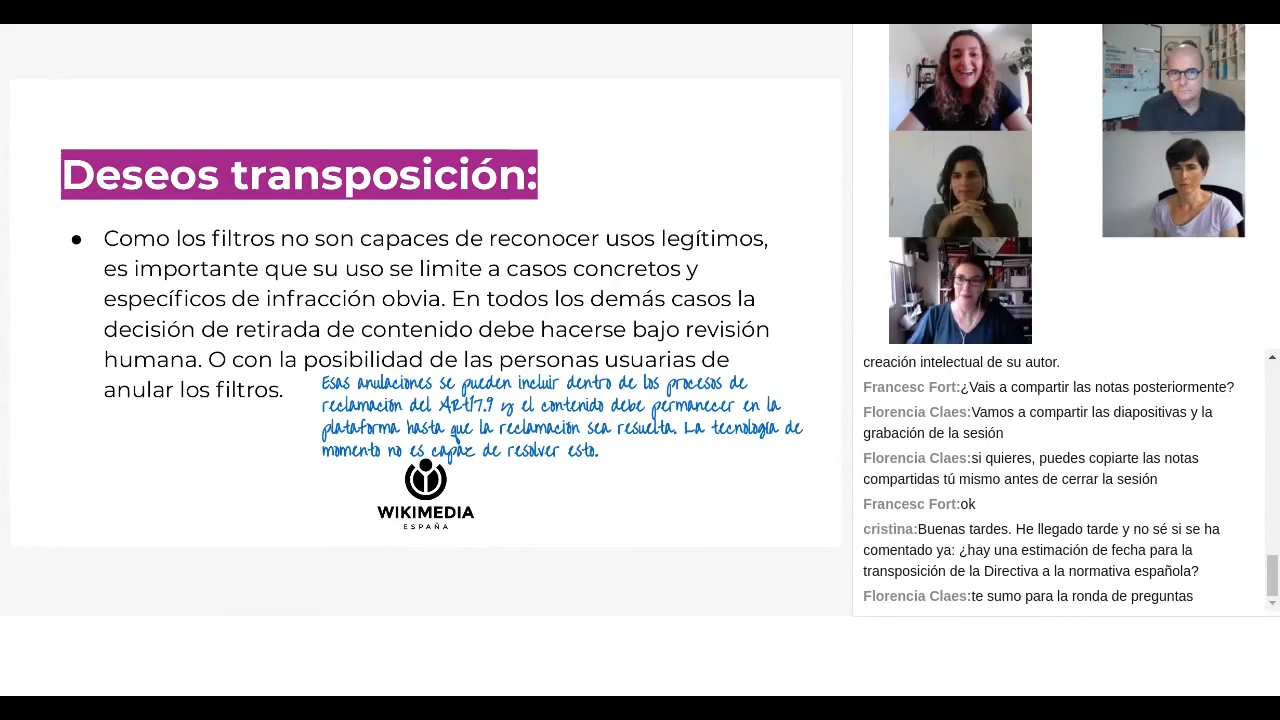 Deseos transposición:
● Como los filtros no son capaces de reconocer usos legítimos,
es importante que su uso se limite a casos concretos y
específicos de infracción obvia. En todos los demás casos la
decisión de retirada de contenido debe hacerse bajo revisión
humana. O con la posibilidad de las personas usuarias de
anular los filtros.
Esas anulaciones se pueden incluir dentro de los procesos de
reclamación del Art17.9 y el contenido debe permanecer en la
plataforma hasta que la reclamación sea resuelta. La tecnología de
momento no es capaz de resolver esto.
WIKIMEDIA
ESPAÑA
creación intelectual de su autor.
Francesc Fort:¿Vais a compartir las notas posteriormente?
Florencia Claes:Vamos a compartir las diapositivas y la
grabación de la sesión
Florencia Claes:si quieres, puedes copiarte las notas
compartidas tú mismo antes de cerrar la sesión
Francesc Fort:ok
cristina:Buenas tardes. He llegado tarde y no sé si se ha
comentado ya: ¿hay una estimación de fecha para la
transposición de la Directiva a la normativa española?
Florencia Claes:te sumo para la ronda de preguntas